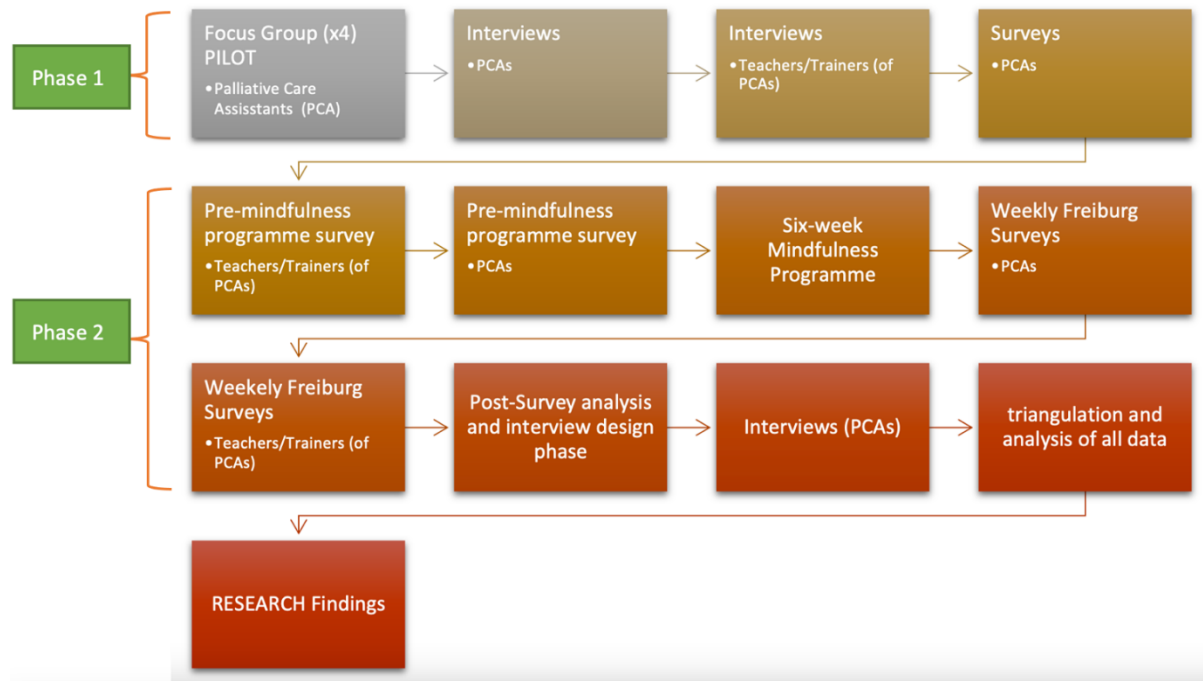 Phase 1
Focus Group (x4)
PILOT
•Palliative Care
Assisstants (PCA)
Interviews
•PCAs
Interviews
•Teachers/Trainers (of
PCAs)
Surveys
•PCAs
Phase 2
Pre-mindfulness
programme survey
•Teachers/Trainers (of
PCAs)
Pre-mindfulness
programme survey
•PCAs
Six-week
Mindfulness
Programme
Weekly Freiburg
Surveys
•PCAs
Weekely Freiburg
Surveys
•Teachers/Trainers (of
PCAs)
Post-Survey analysis
and interview design
phase
Interviews (PCAs)
triangulation and
analysis of all data
RESEARCH Findings